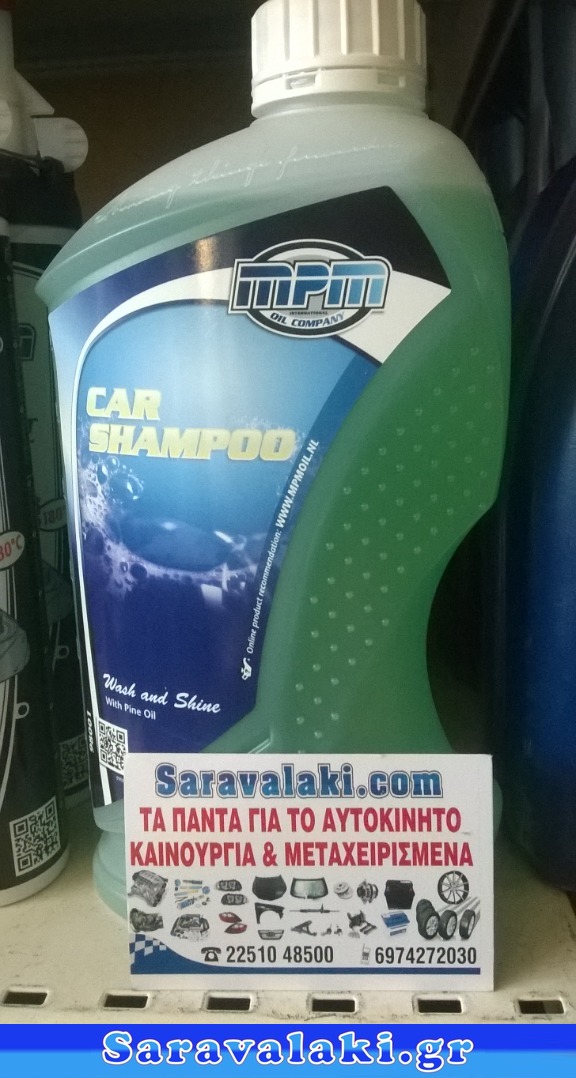 MPM
INTERNATIONAL
OIL COMPANY
CAR
SHAMPOO
Online product recommendation: WWW.MPMOIL.NL
Wash and Shine
With Pine Oil
Saravalaki.com
ΤΑ ΠΑΝΤΑ ΓΙΑ ΤΟ ΑΥΤΟΚΙΝΗΤΟ
ΚΑΙΝΟΥΡΓΙΑ & ΜΕΤΑΧΕΙΡΙΣΜΕΝΑ
22510 48500
6974272030
Saravalaki.gr